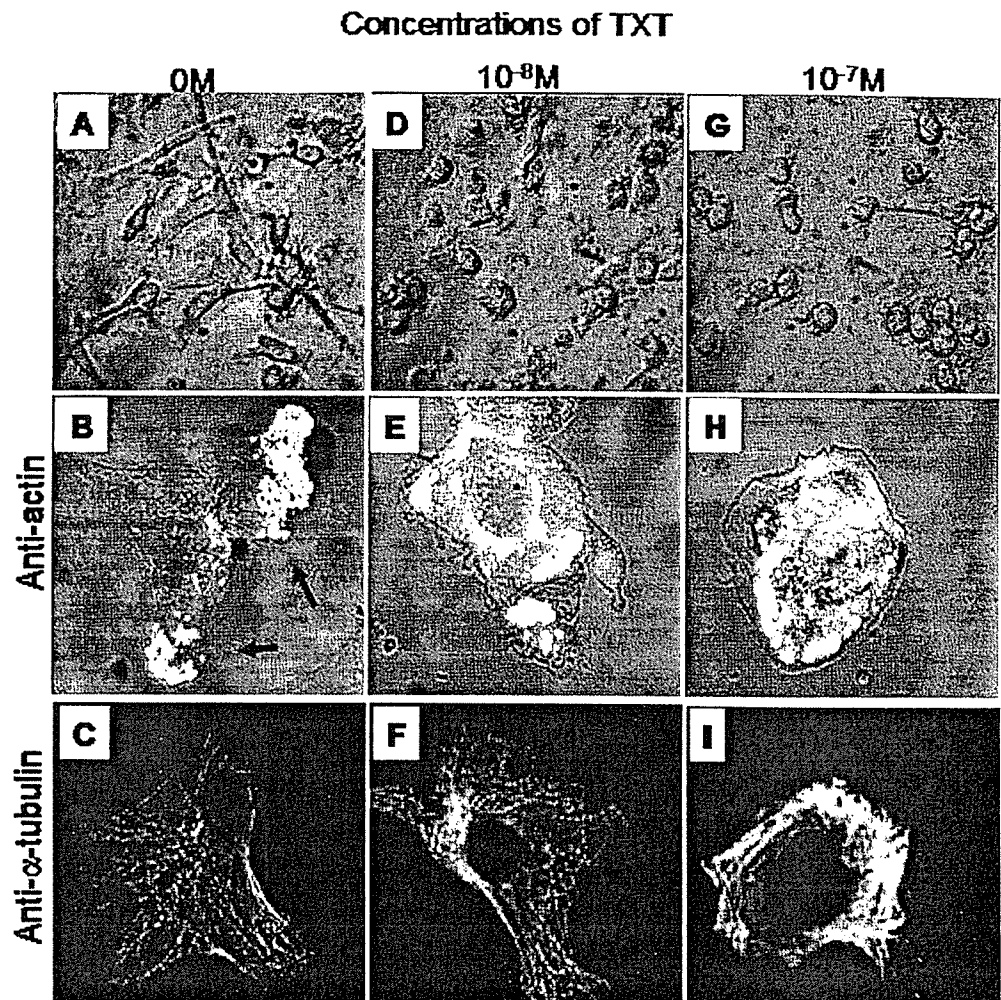 Concentrations of TXT
0M
10⁻⁸M
10⁻⁷M
A
D
G
Anti-actin
B
E
H
Anti-α-tubulin
C
F
I